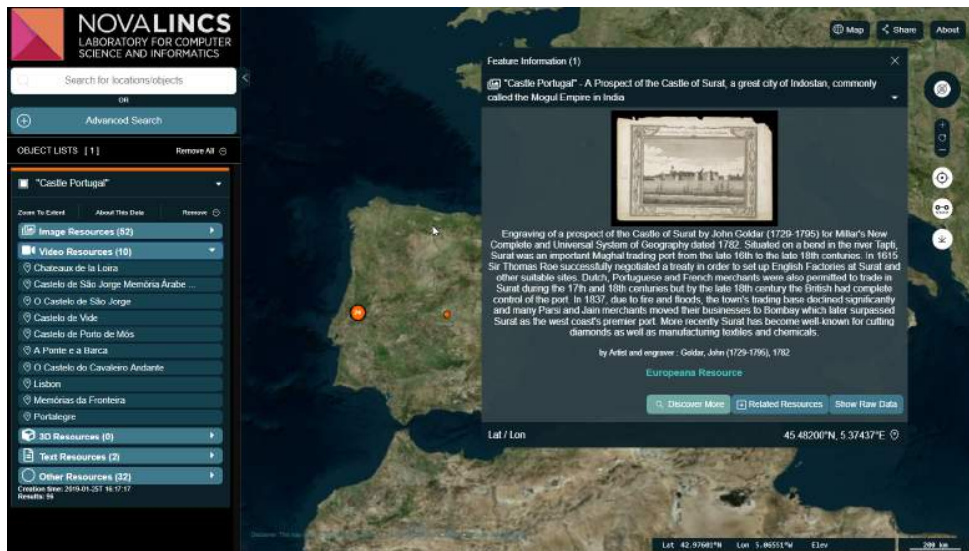 NOVALINCS
LABORATORY FOR COMPUTER
SCIENCE AND INFORMATICS
Search for locations/objects
OR
Advanced Search
OBJECT LISTS [1]
Remove All
"Castle Portugal"
Zoom To Extent
About This Data
Remove
Image Resources (52)
Video Resources (10)
Chateaux de la Loira
Castelo de São Jorge Memória Árabe ...
O Castelo de São Jorge
Castelo de Vide
Castelo de Porto de Mós
A Ponte e a Barca
O Castelo do Cavaleiro Andante
Lisbon
Memórias da Fronteira
Portalegre
3D Resources (0)
Text Resources (2)
Other Resources (32)
Creation time: 2019-01-25T 16:17:17
Results: 96
Map
Share
About
Feature Information (1)
"Castle Portugal" - A Prospect of the Castle of Surat, a great city of Indostan, commonly
called the Mogul Empire in India
Engraving of a prospect of the Castle of Surat by John Goldar (1729-1795) for Millar's New
Complete and Universal System of Geography dated 1782. Situated on a bend in the river Tapti,
Surat was an important Mughal trading port from the late 16th to the late 18th centuries. In 1615
Sir Thomas Roe successfully negotiated a treaty in order to set up English Factories at Surat and
other suitable sites. Dutch, Portuguese and French merchants were also permitted to trade in
Surat during the 17th and 18th centuries but by the late 18th century the British had complete
control of the port. In 1837, due to fire and floods, the town's trading base declined significantly
and many Parsi and Jain merchants moved their businesses to Bombay which later surpassed
Surat as the west coast's premier port. More recently Surat has become well-known for cutting
diamonds as well as manufacturing textiles and chemicals.
by Artist and engraver : Goldar, John (1729-1795), 1782
Europeana Resource
Discover More
Related Resources
Show Raw Data
Lat / Lon
45.48200°N, 5.37437°E
Lat 42.97601°N Lon 5.06551°W Elev
200 km